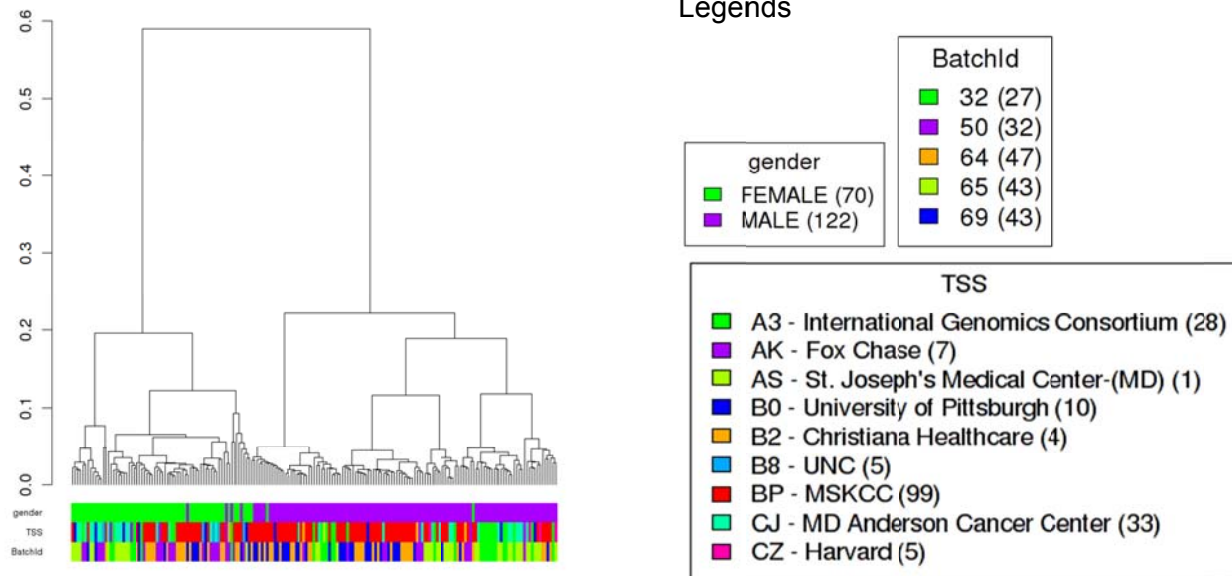 Legends
0.6
0.5
0.4
0.3
0.2
0.1
0.0
gender
TSS
BatchId
gender
FEMALE (70)
MALE (122)
BatchId
32 (27)
50 (32)
64 (47)
65 (43)
69 (43)
TSS
A3 - International Genomics Consortium (28)
AK - Fox Chase (7)
AS - St. Joseph's Medical Center-(MD) (1)
B0 - University of Pittsburgh (10)
B2 - Christiana Healthcare (4)
B8 - UNC (5)
BP - MSKCC (99)
CJ - MD Anderson Cancer Center (33)
CZ - Harvard (5)